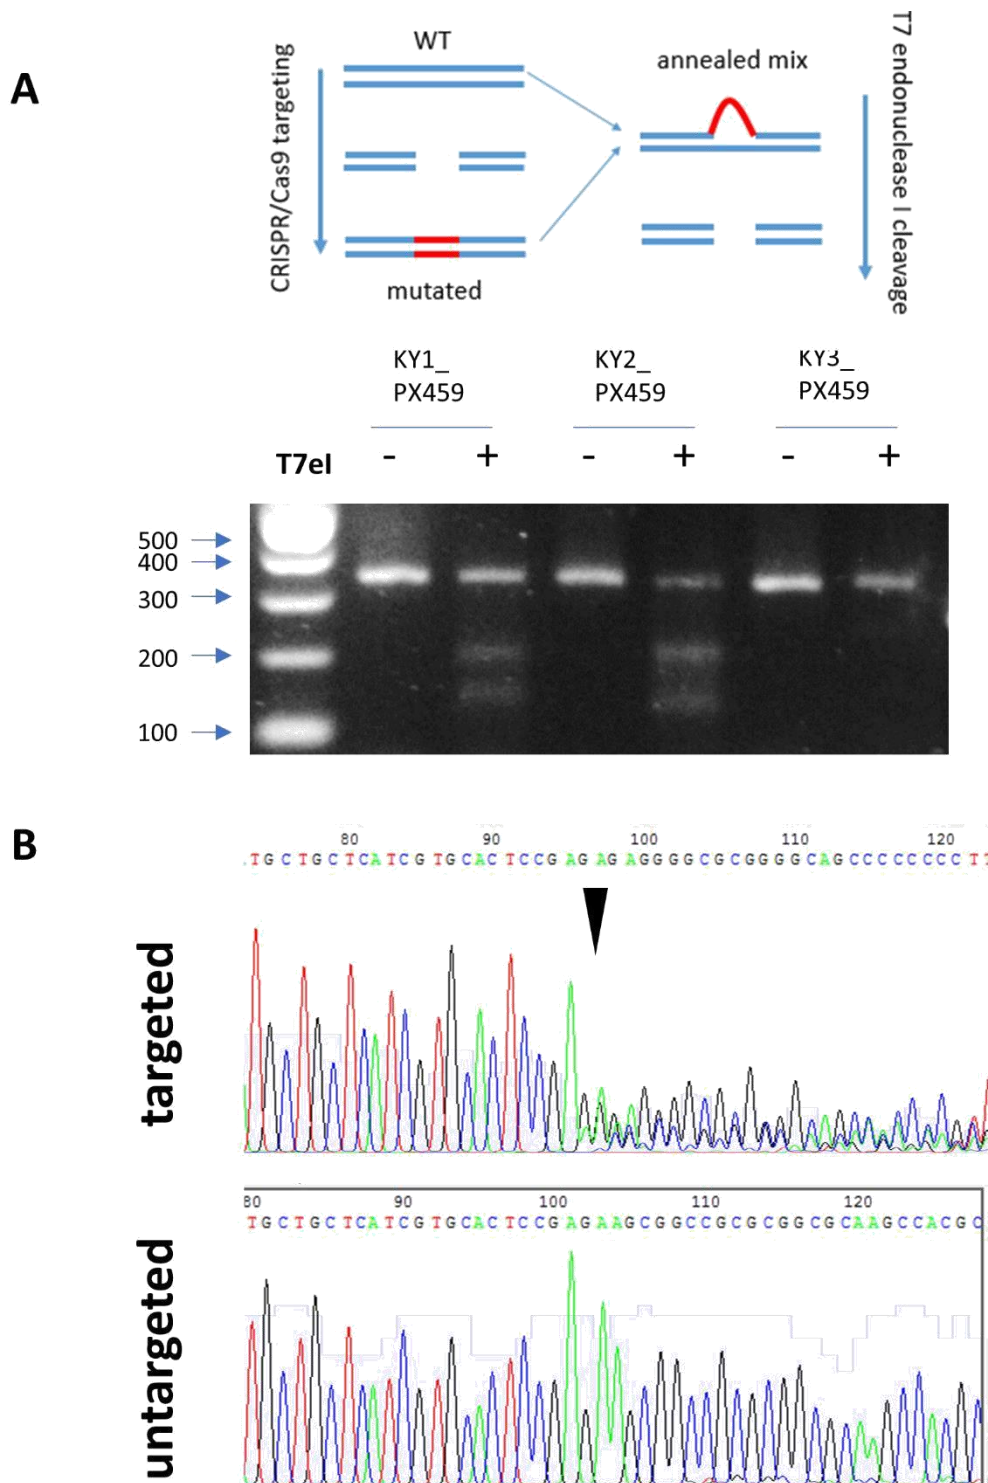 A
WT
annealed mix
CRISPR/Cas9 targeting
T7 endonuclease I cleavage
mutated
KY1_
PX459
KY2_
PX459
KY3_
PX459
T7eI - + - + - +
500
400
300
200
100
B
80 90 100 110 120
TGCTGCTCATCGTGCACTCCGAGAGAGGGGCGCGGGGCAGCCCCCCCCCTT
targeted
80 90 100 110 120
TGCTGCTCATCGTGCACTCCGAGAAGCGGCCGCGCGGCGCAAGCCACGC
untargeted